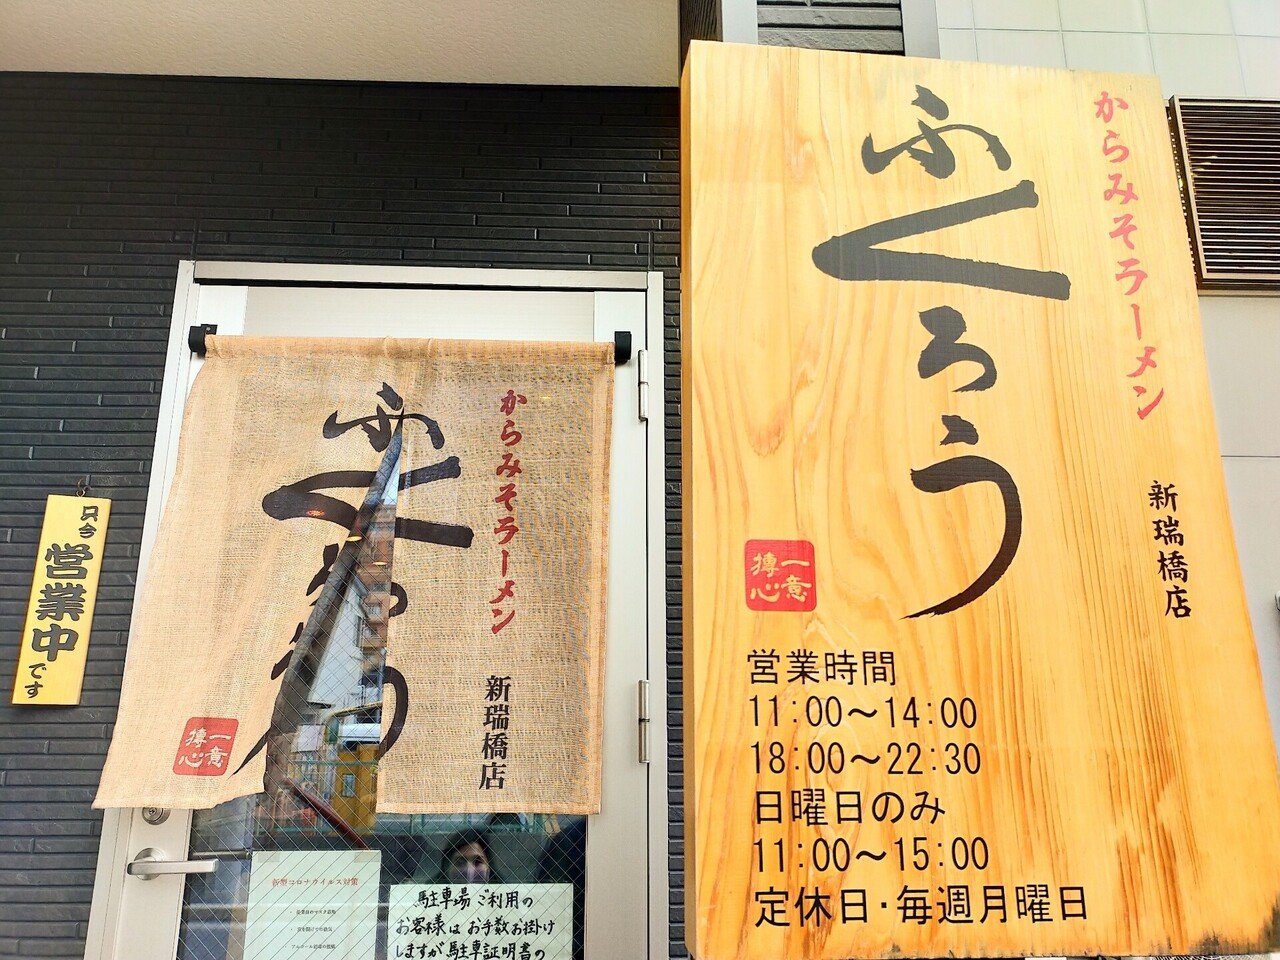 からみそラーメン
ふくろう
新瑞橋店
一意
摶心
営業時間
11:00～14:00
18:00～22:30
日曜日のみ
11:00～15:00
定休日・毎週月曜日
からみそラーメン
ふくろう
新瑞橋店
一意
摶心
只今
営業中です
新型コロナウイルス対策
駐車場ご利用の
お客様はお手数お掛け
しますが駐車証明書の